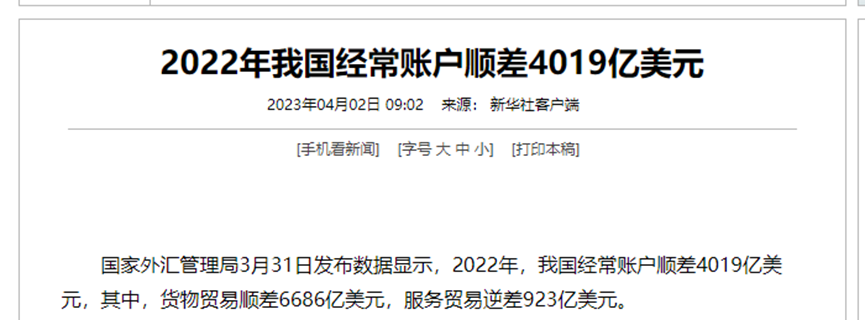 2022年我国经常账户顺差4019亿美元
2023年04月02日 09:02 来源： 新华社客户端
[手机看新闻] [字号 大 中 小] [打印本稿]
国家外汇管理局3月31日发布数据显示，2022年，我国经常账户顺差4019亿美
元，其中，货物贸易顺差6686亿美元，服务贸易逆差923亿美元。